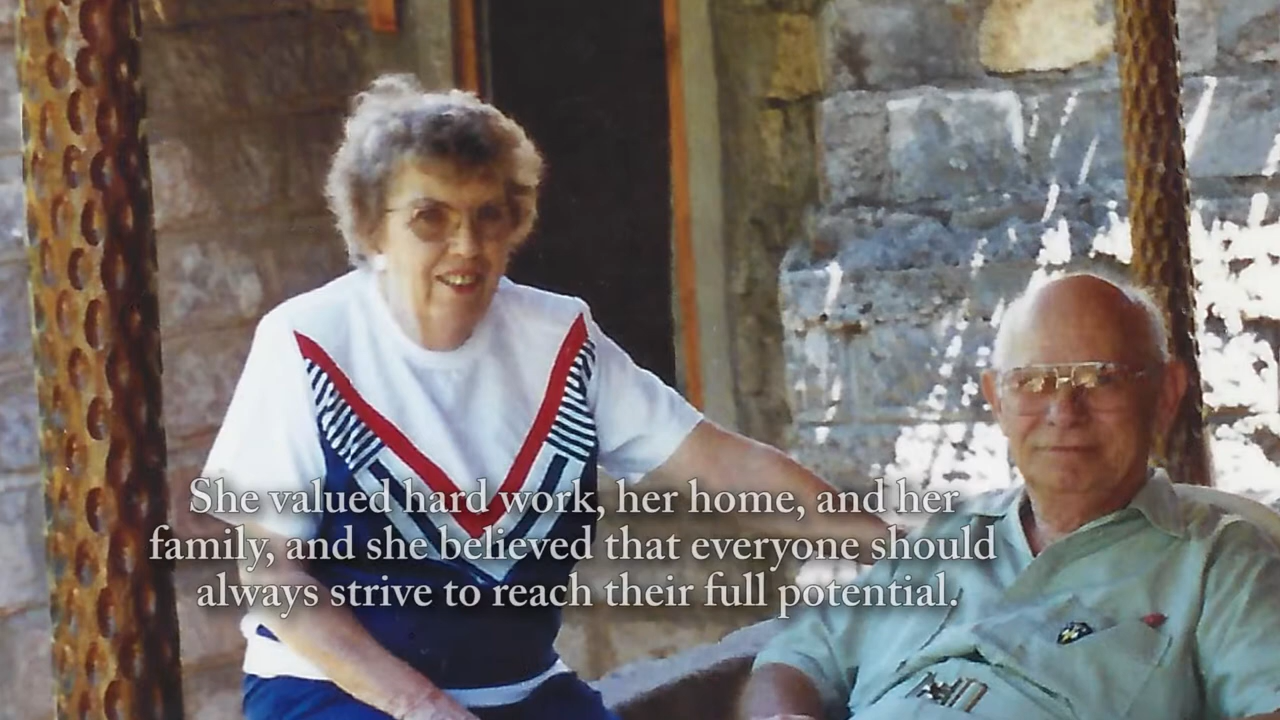 She valued hard work, her home, and her
family, and she believed that everyone should
always strive to reach their full potential.